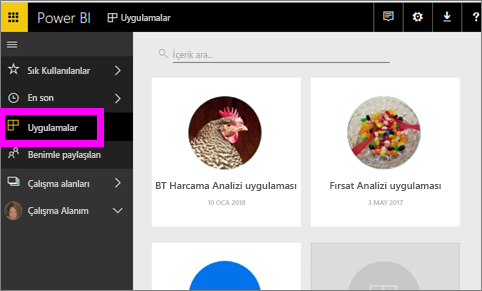 Power BI Uygulamalar ?
Sık Kullanılanlar
En son
Uygulamalar
Benimle paylaşılan
Çalışma alanları
Çalışma Alanım
İçerik ara...
BT Harcama Analizi uygulaması
10 OCA 2018
Fırsat Analizi uygulaması
3 MAY 2017